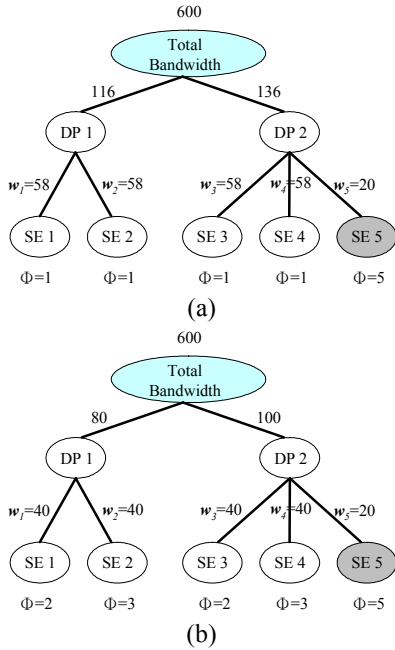 600
Total
Bandwidth
116 136
DP 1 DP 2
w1=58 w2=58 w3=58 w4=58 w5=20
SE 1 SE 2 SE 3 SE 4 SE 5
Φ=1 Φ=1 Φ=1 Φ=1 Φ=5
(a)
600
Total
Bandwidth
80 100
DP 1 DP 2
w1=40 w2=40 w3=40 w4=40 w5=20
SE 1 SE 2 SE 3 SE 4 SE 5
Φ=2 Φ=3 Φ=2 Φ=3 Φ=5
(b)